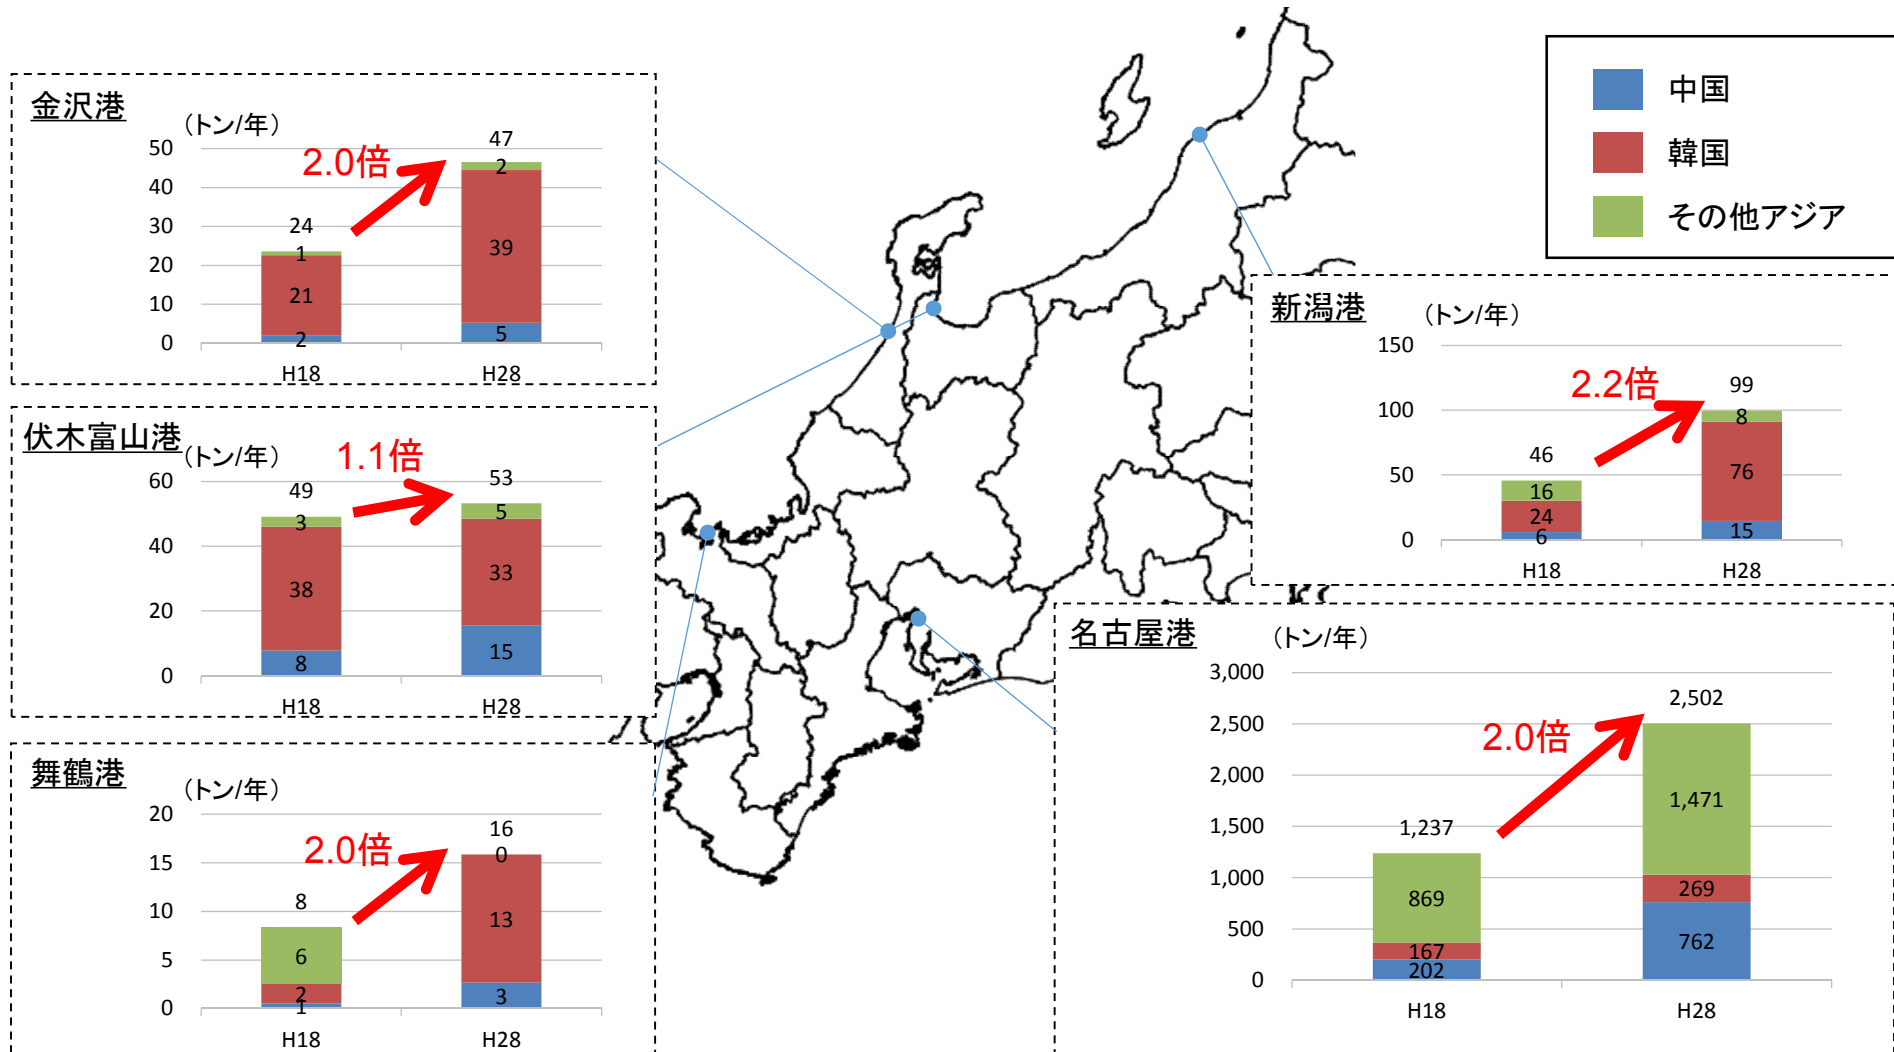 中国
韓国
その他アジア
金沢港
（トン/年）
50
40
30
20
10
0
2.0倍
24
1
21
2
47
2
39
5
H18
H28
伏木富山港
（トン/年）
60
40
20
0
1.1倍
49
3
38
8
53
5
33
15
H18
H28
舞鶴港
（トン/年）
20
15
10
5
0
2.0倍
8
6
2
1
16
0
13
3
H18
H28
新潟港
（トン/年）
150
100
50
0
2.2倍
46
16
24
6
99
8
76
15
H18
H28
名古屋港
（トン/年）
3,000
2,500
2,000
1,500
1,000
500
0
2.0倍
1,237
869
167
202
2,502
1,471
269
762
H18
H28